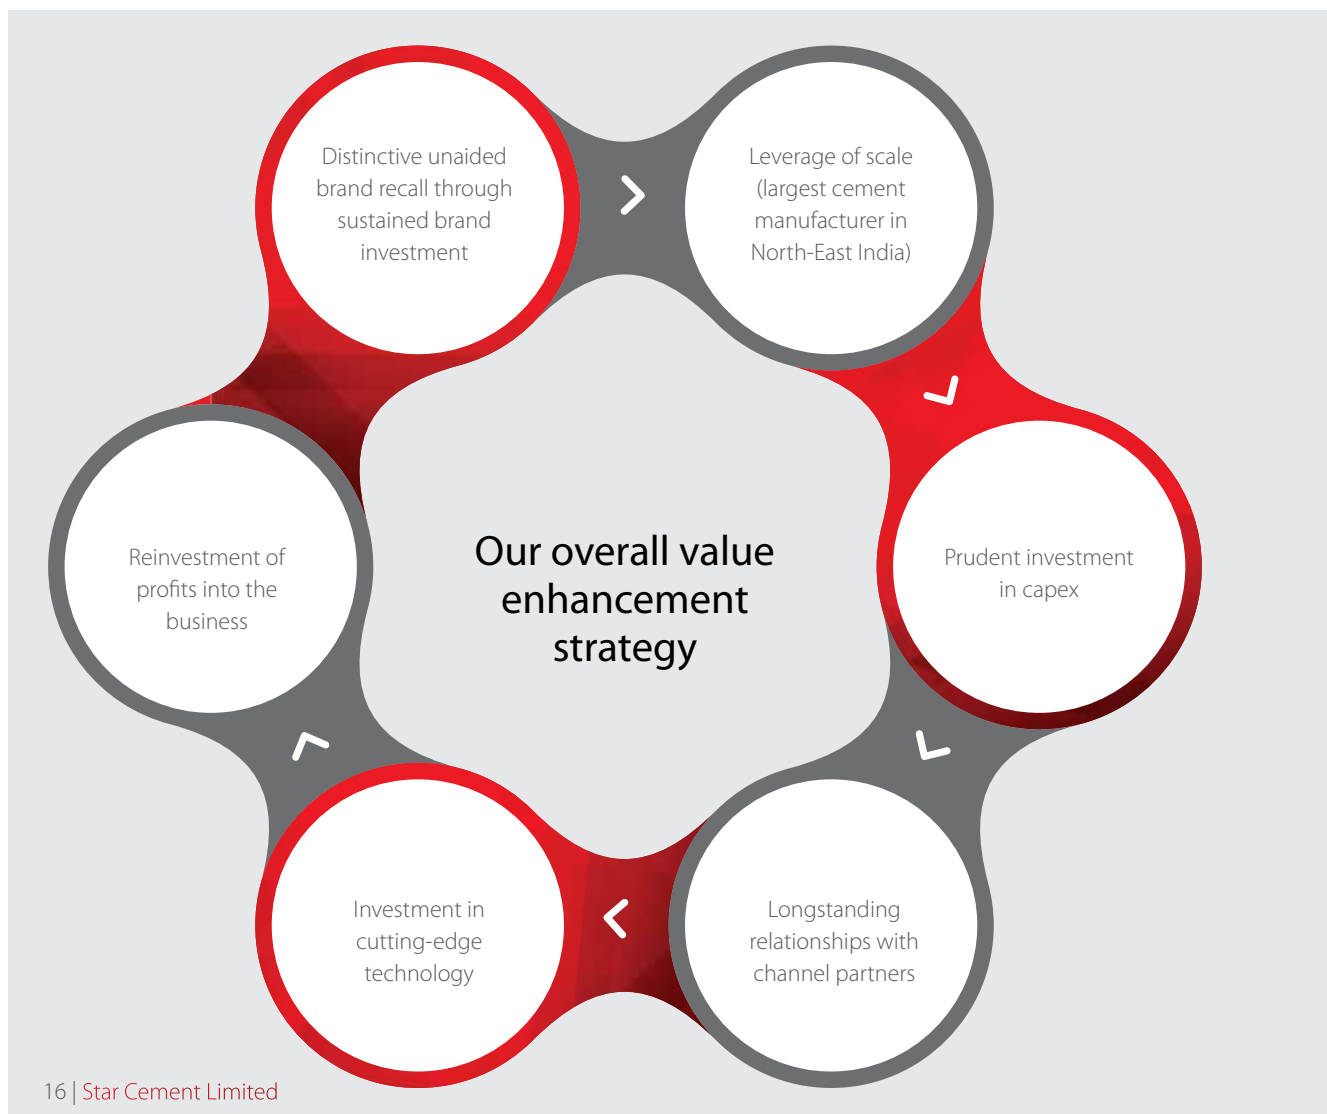 Distinctive unaided
brand recall through
sustained brand
investment
Leverage of scale
(largest cement
manufacturer in
North-East India)
Prudent investment
in capex
Longstanding
relationships with
channel partners
Investment in
cutting-edge
technology
Reinvestment of
profits into the
business
Our overall value
enhancement
strategy
16 | Star Cement Limited